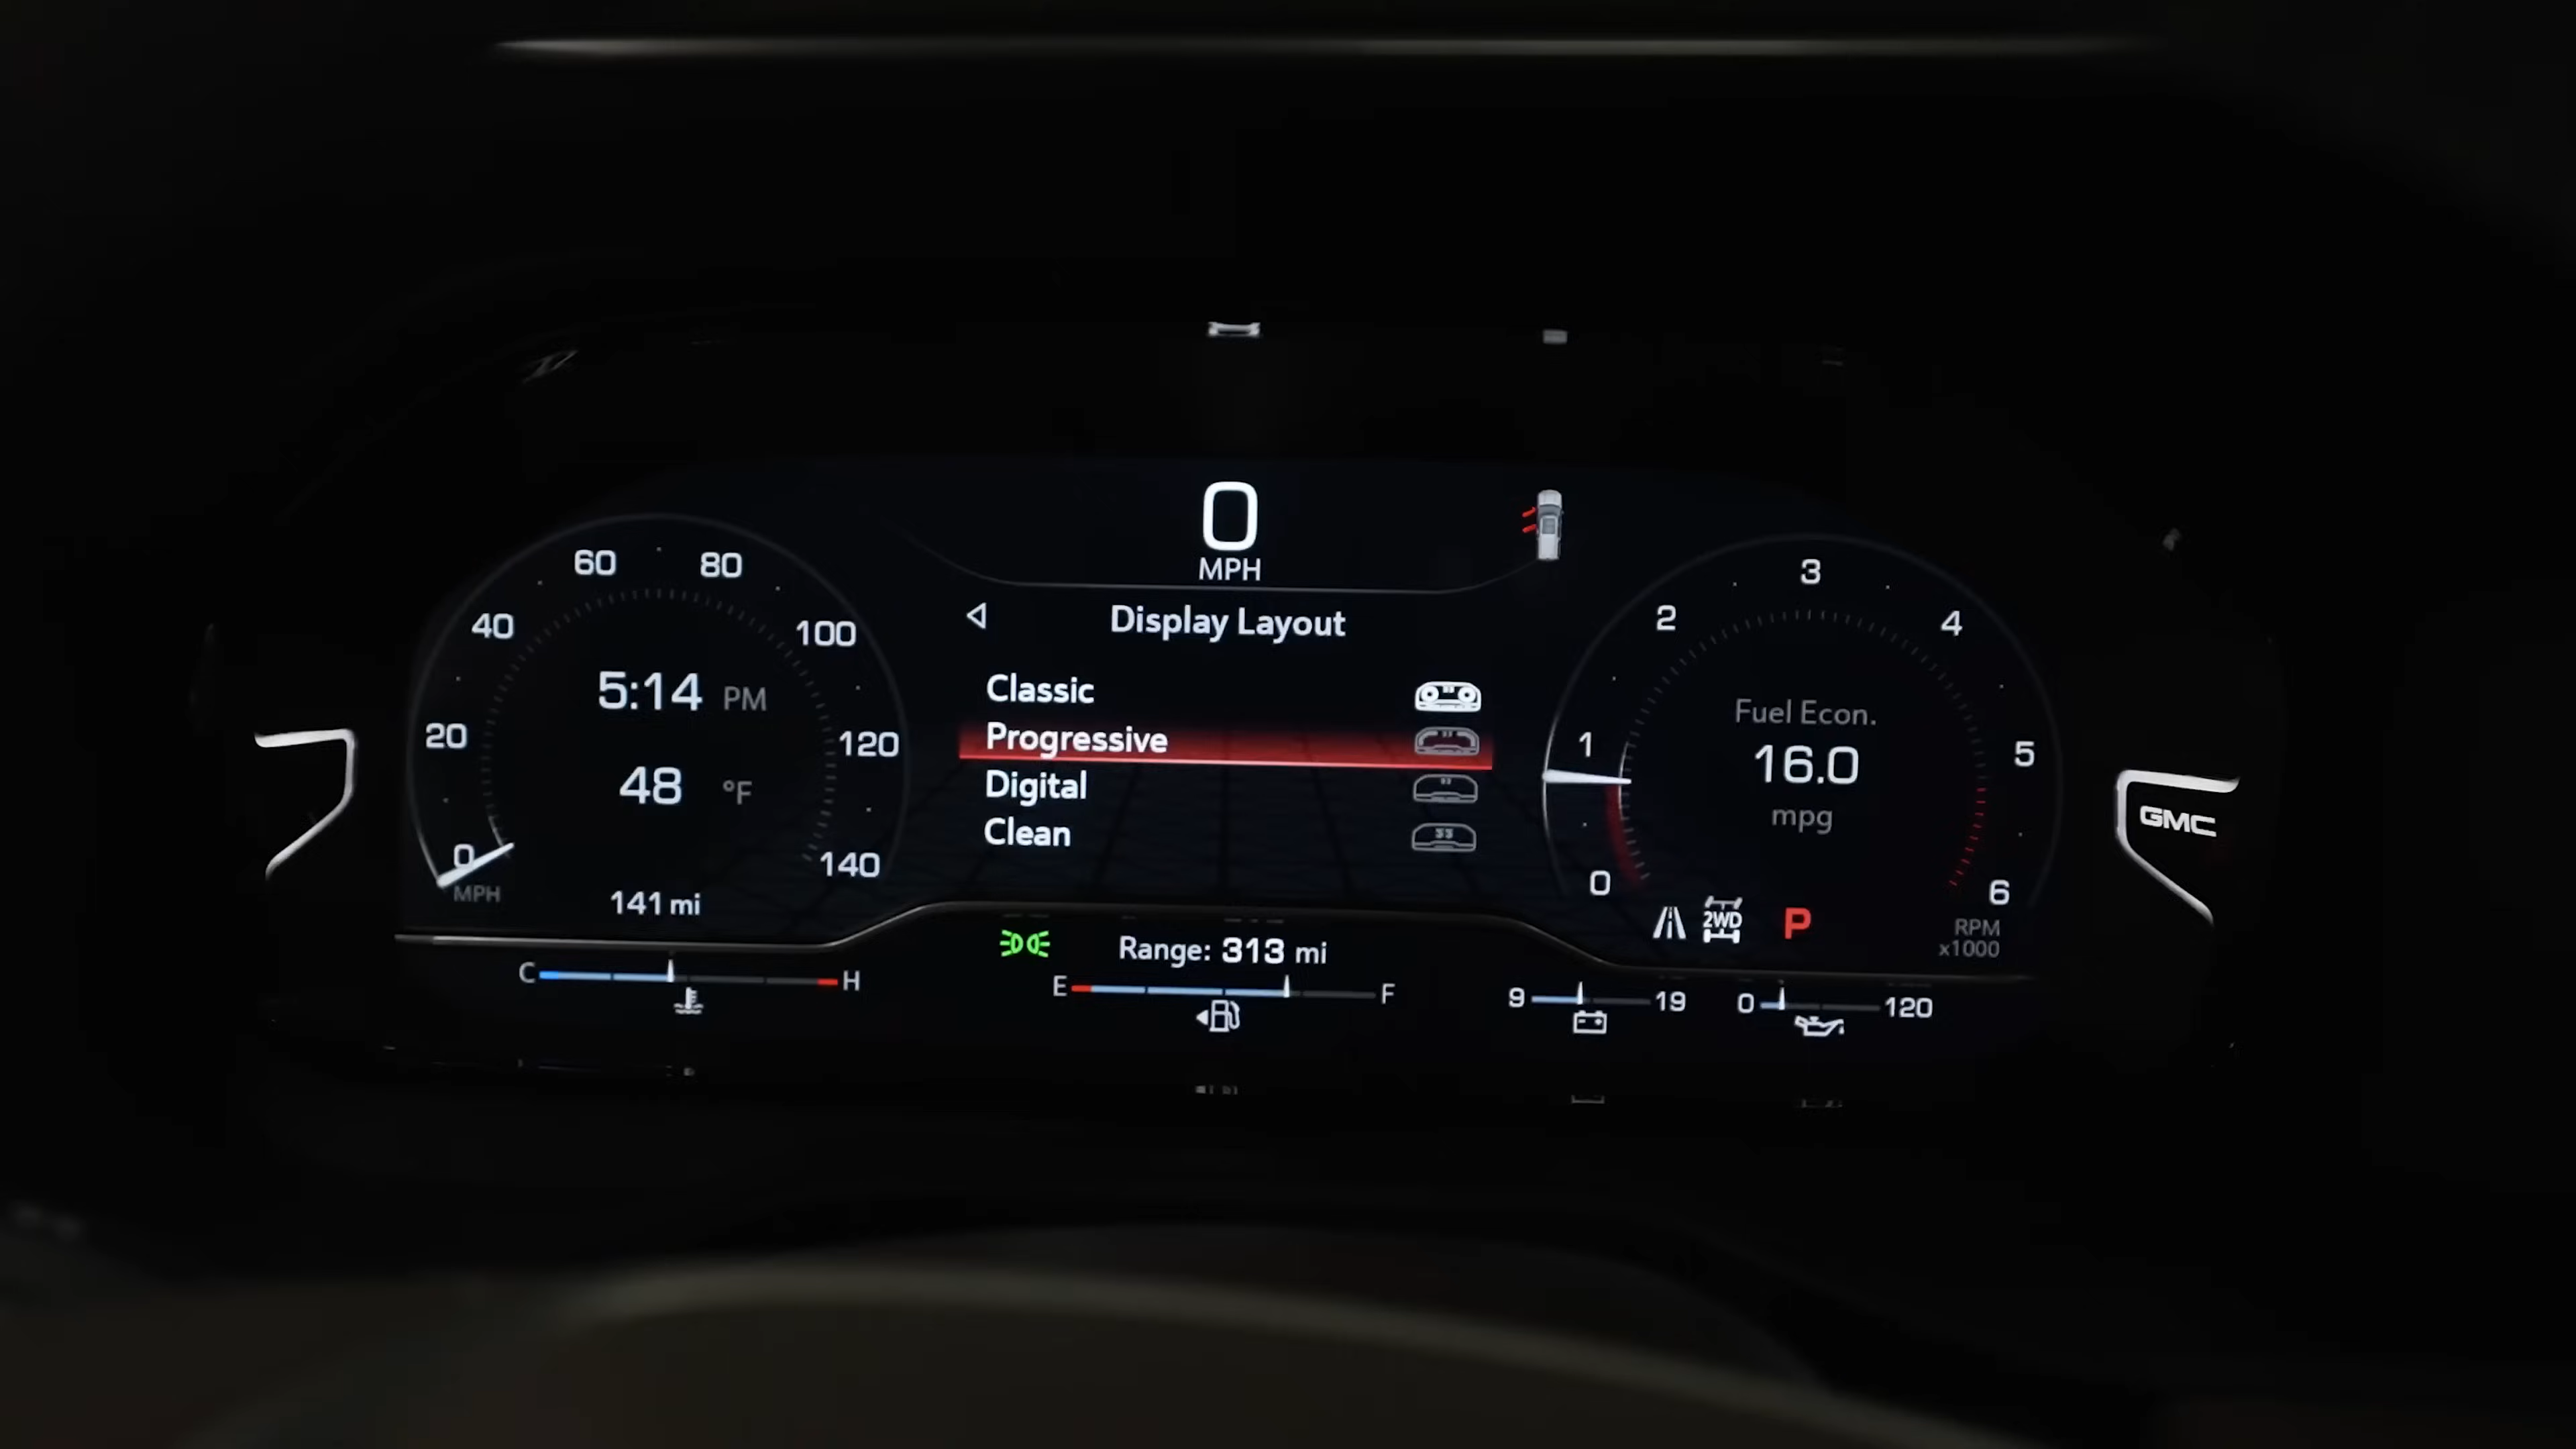 0
MPH
Display Layout
Classic
Progressive
Digital
Clean
0
20
40
60
80
100
120
140
MPH
5:14 PM
48 °F
141 mi
0
1
2
3
4
5
6
RPM
x1000
Fuel Econ.
16.0
mpg
2WD
P
GMC
Range: 313 mi
C H
E F
9 19
0 120